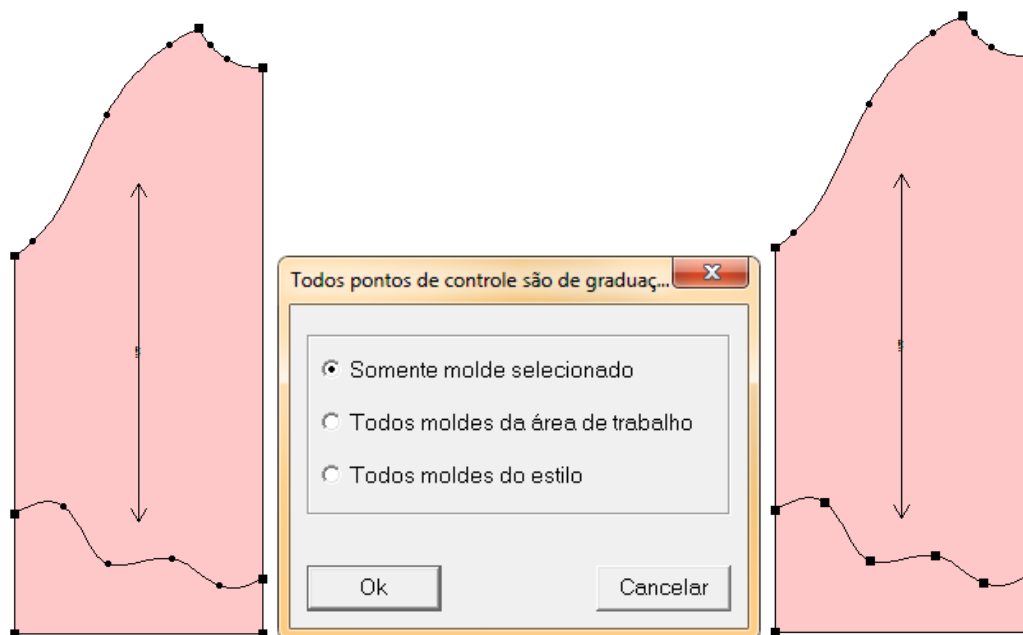 Todos pontos de controle são de graduaç...
Somente molde selecionado
Todos moldes da área de trabalho
Todos moldes do estilo
Ok
Cancelar